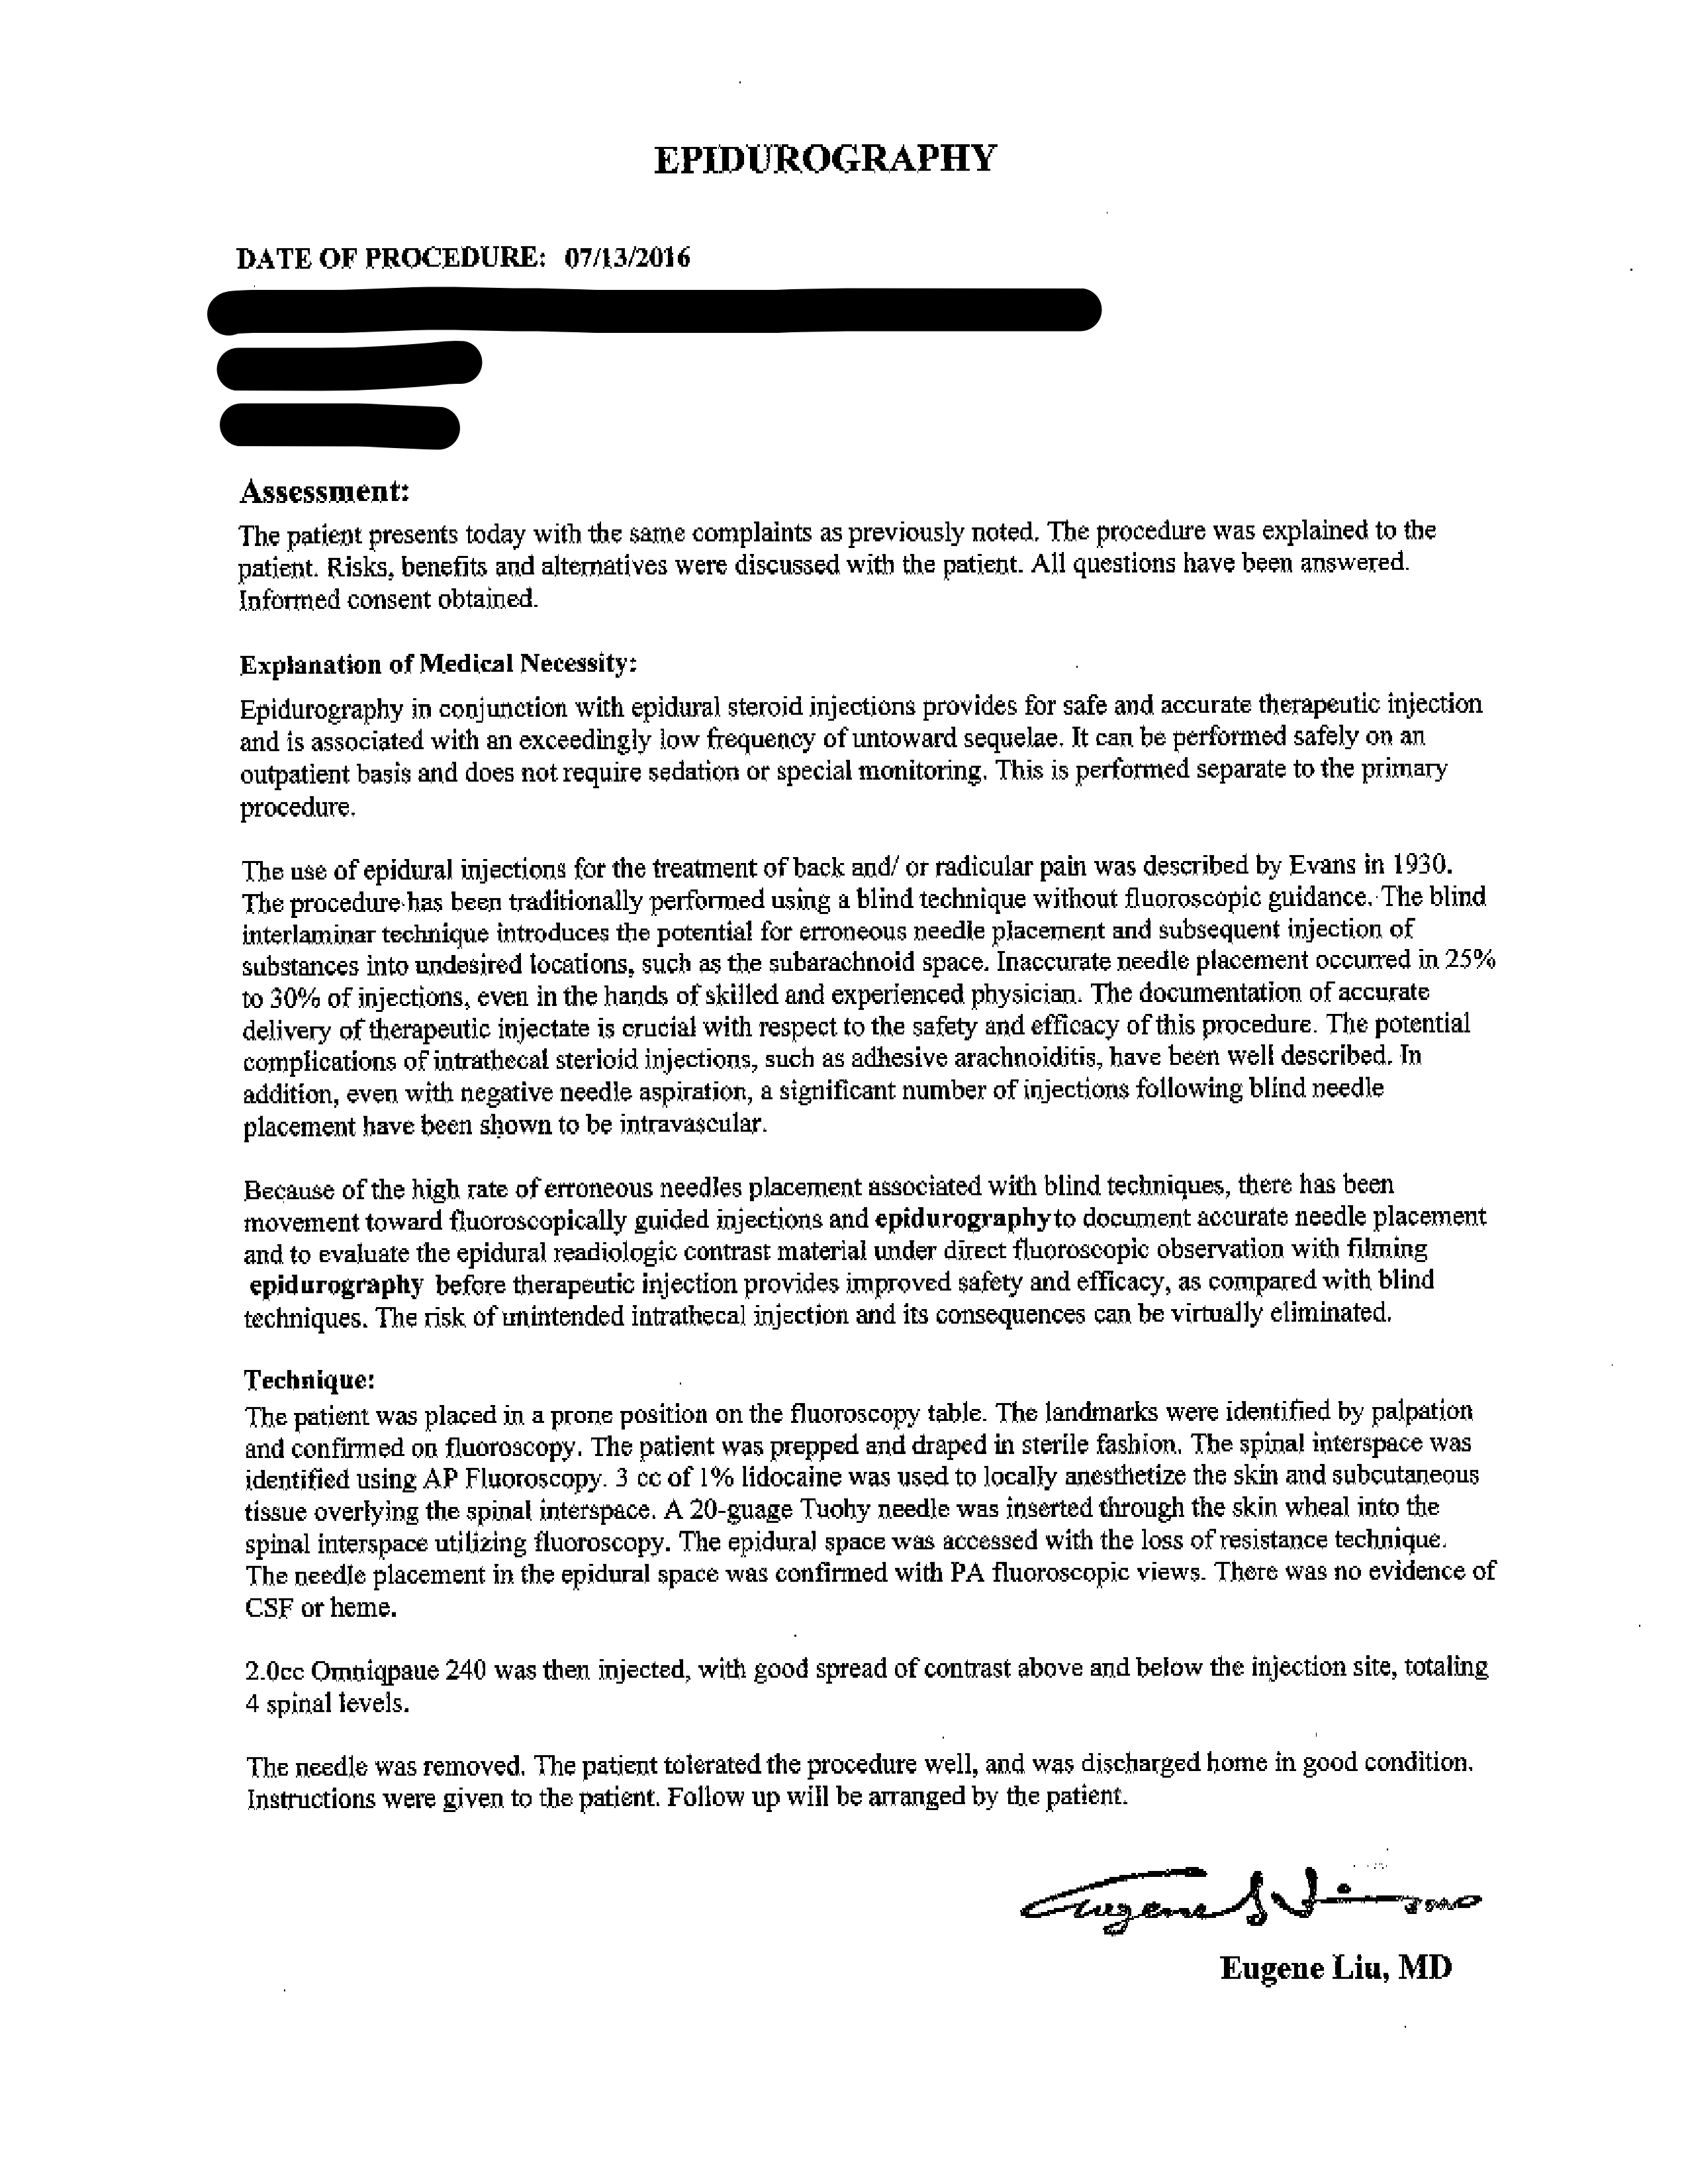 EPIDUROGRAPHY
DATE OF PROCEDURE: 07/13/2016
Assessment:
The patient presents today with the same complaints as previously noted. The procedure was explained to the
patient. Risks, benefits and alternatives were discussed with the patient. All questions have been answered.
Informed consent obtained.
Explanation of Medical Necessity:
Epidurography in conjunction with epidural steroid injections provides for safe and accurate therapeutic injection
and is associated with an exceedingly low frequency of untoward sequelae. It can be performed safely on an
outpatient basis and does not require sedation or special monitoring. This is performed separate to the primary
procedure.
The use of epidural injections for the treatment of back and/ or radicular pain was described by Evans in 1930.
The procedure has been traditionally performed using a blind technique without fluoroscopic guidance. The blind
interlaminar technique introduces the potential for erroneous needle placement and subsequent injection of
substances into undesired locations, such as the subarachnoid space. Inaccurate needle placement occurred in 25%
to 30% of injections, even in the hands of skilled and experienced physician. The documentation of accurate
delivery of therapeutic injectate is crucial with respect to the safety and efficacy of this procedure. The potential
complications of intrathecal sterioid injections, such as adhesive arachnoiditis, have been well described. In
addition, even with negative needle aspiration, a significant number of injections following blind needle
placement have been shown to be intravascular.
Because of the high rate of erroneous needles placement associated with blind techniques, there has been
movement toward fluoroscopically guided injections and epidurography to document accurate needle placement
and to evaluate the epidural readiologic contrast material under direct fluoroscopic observation with filming
epidurography before therapeutic injection provides improved safety and efficacy, as compared with blind
techniques. The risk of unintended intrathecal injection and its consequences can be virtually eliminated.
Technique:
The patient was placed in a prone position on the fluoroscopy table. The landmarks were identified by palpation
and confirmed on fluoroscopy. The patient was prepped and draped in sterile fashion. The spinal interspace was
identified using AP Fluoroscopy. 3 cc of 1% lidocaine was used to locally anesthetize the skin and subcutaneous
tissue overlying the spinal interspace. A 20-guage Tuohy needle was inserted through the skin wheal into the
spinal interspace utilizing fluoroscopy. The epidural space was accessed with the loss of resistance technique.
The needle placement in the epidural space was confirmed with PA fluoroscopic views. There was no evidence of
CSF or heme.
2.0cc Omniqpaue 240 was then injected, with good spread of contrast above and below the injection site, totaling
4 spinal levels.
The needle was removed. The patient tolerated the procedure well, and was discharged home in good condition.
Instructions were given to the patient. Follow up will be arranged by the patient.
Eugene
Eugene Liu, MD